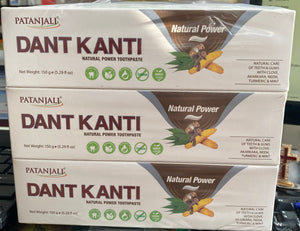 PATANJALI
DANT KANTI
NATURAL POWER TOOTHPASTE
Net Weight: 150 g ℮ (5.29 fl oz)
Natural Power
NATURAL CARE
OF TEETH & GUMS
WITH CLOVE,
AKARKARA, NEEM,
TURMERIC & MINT
PATANJALI
DANT KANTI
NATURAL POWER TOOTHPASTE
Net Weight: 150 g ℮ (5.29 fl oz)
Natural Power
NATURAL CARE
OF TEETH & GUMS
WITH CLOVE,
AKARKARA, NEEM,
TURMERIC & MINT
PATANJALI
DANT KANTI
NATURAL POWER TOOTHPASTE
Net Weight: 150 g ℮ (5.29 fl oz)
Natural Power
NATURAL CARE
OF TEETH & GUMS
WITH CLOVE,
AKARKARA, NEEM,
TURMERIC & MINT